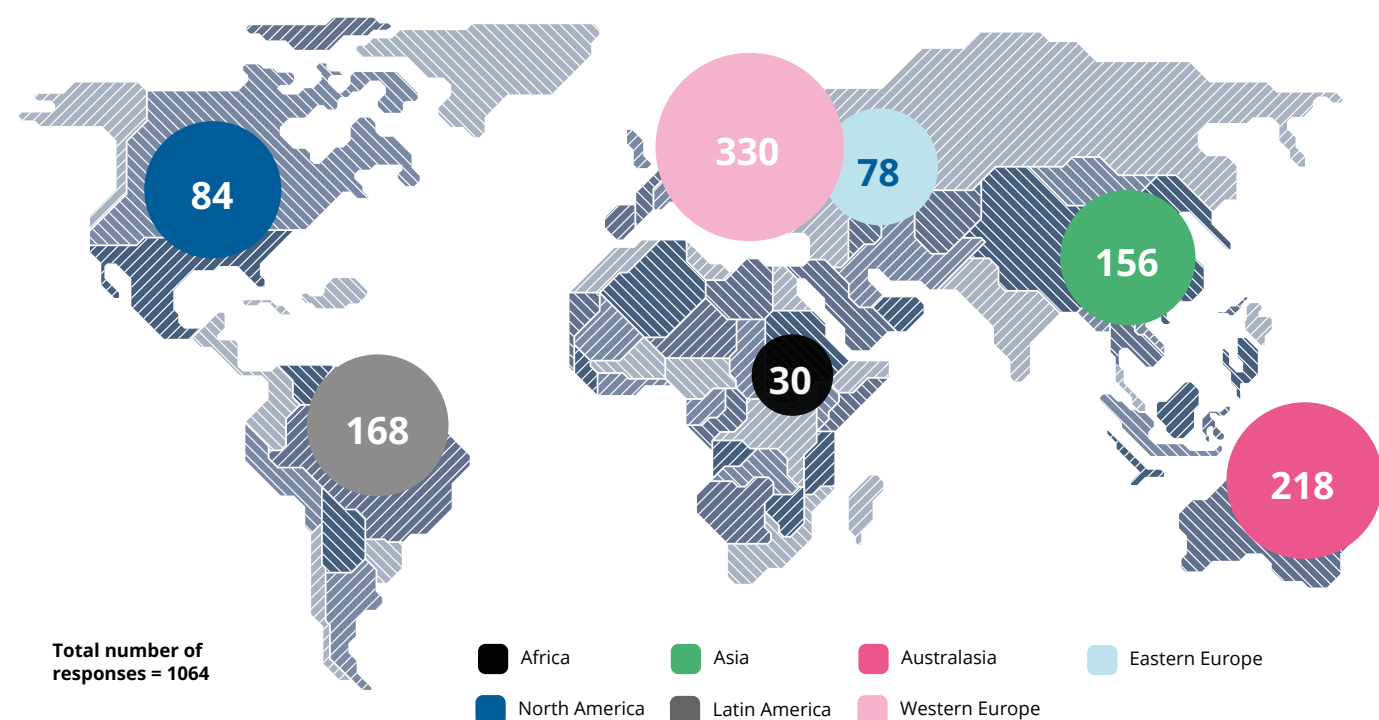 330
78
84
156
30
168
218
Total number of
responses = 1064
Africa
Asia
Australasia
Eastern Europe
North America
Latin America
Western Europe